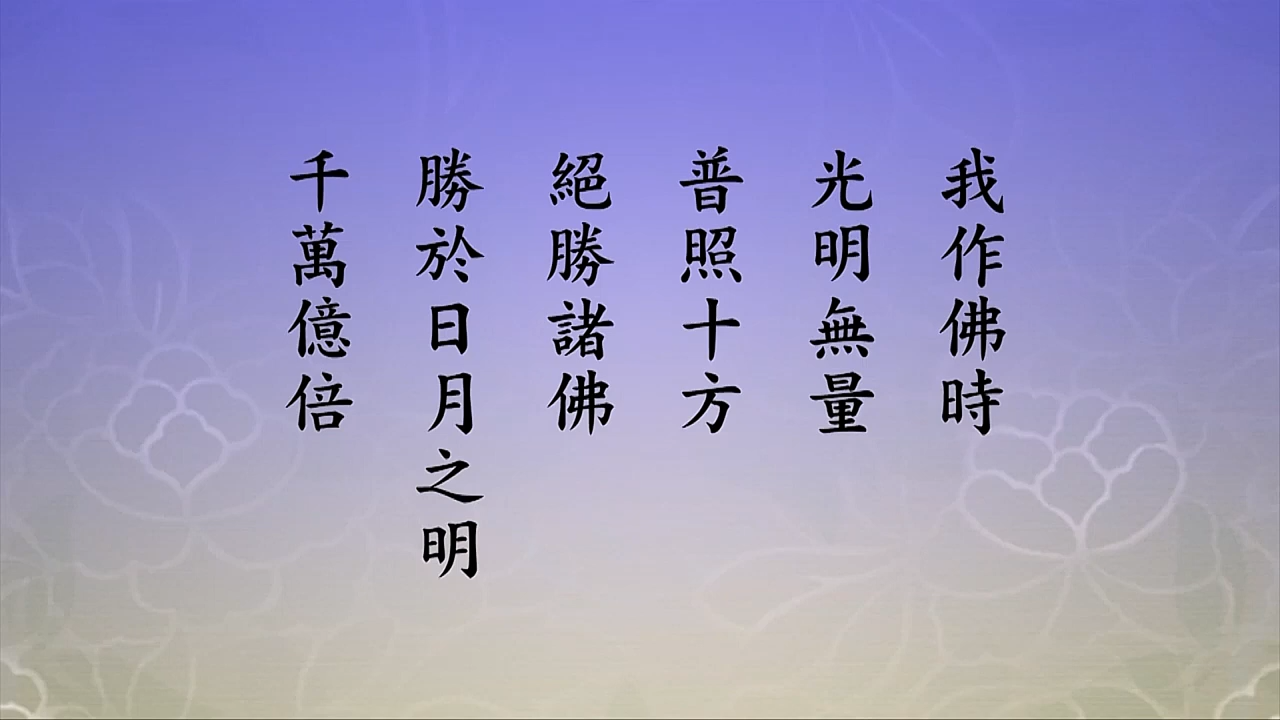 我作佛時
光明無量
普照十方
絕勝諸佛
勝於日月之明
千萬億倍